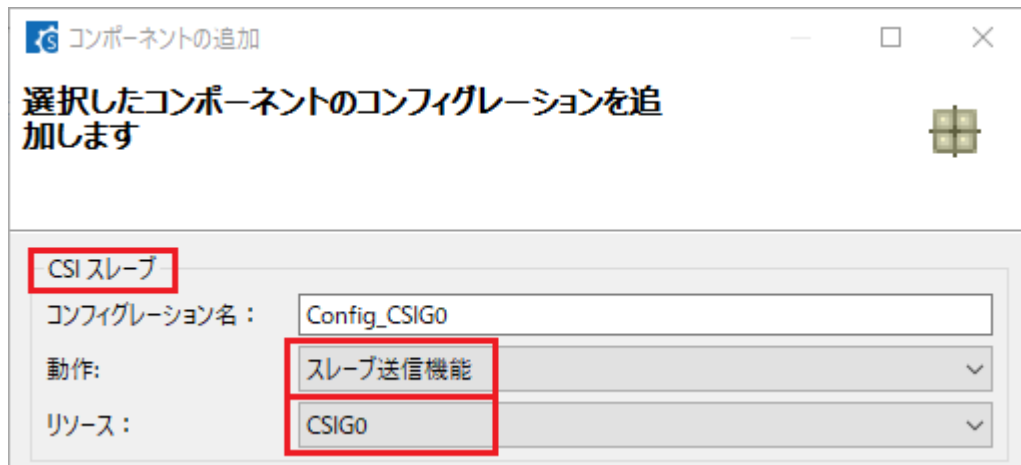 コンポーネントの追加
選択したコンポーネントのコンフィグレーションを追
加します
CSI スレーブ
コンフィグレーション名： Config_CSIG0
動作: スレーブ送信機能
リソース： CSIG0